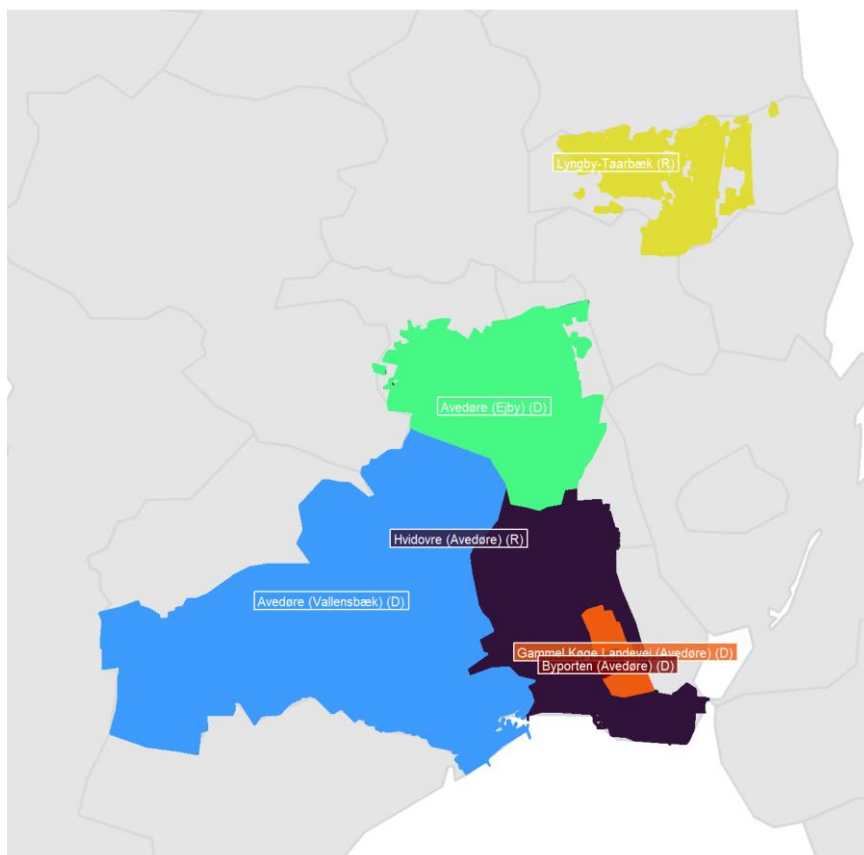 Lyngby-Taarbæk (R)
Avedøre (Ejby) (D)
Hvidovre (Avedøre) (R)
Avedøre (Vallensbæk) (D)
Gammel Køge Landevej (Avedøre) (D)
Byporten (Avedøre) (D)